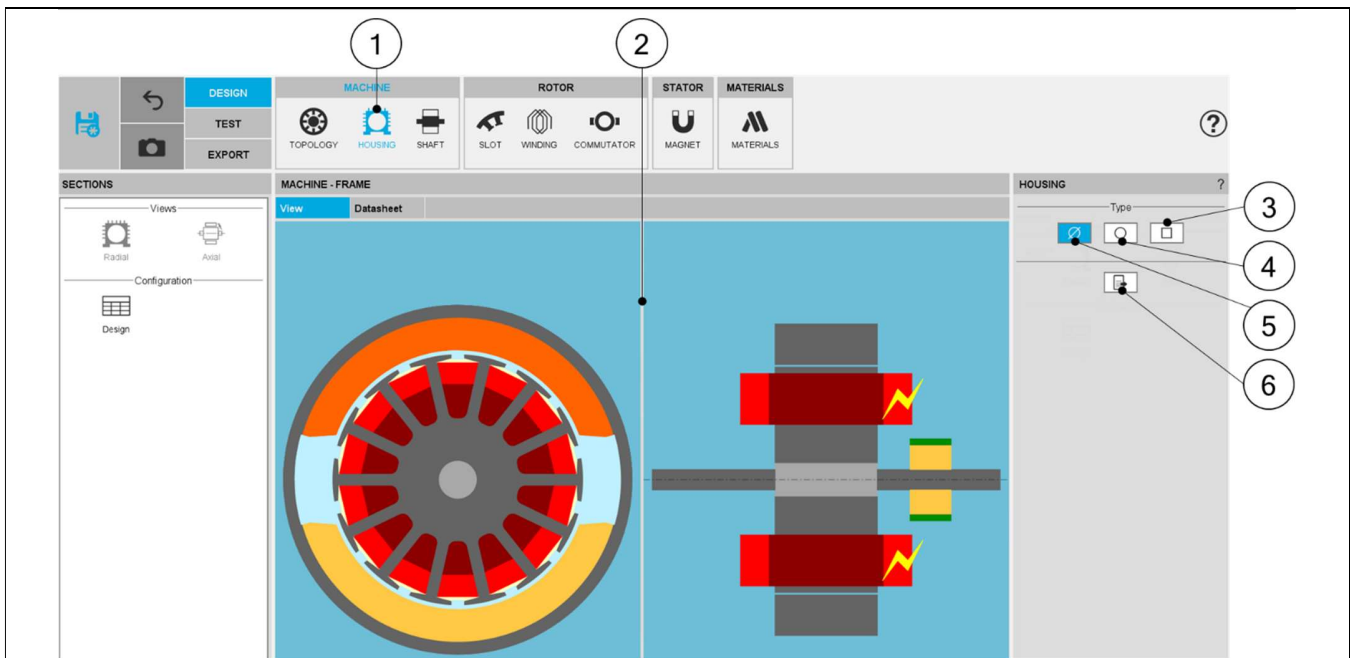 1
2
DESIGN
TEST
EXPORT
MACHINE
ROTOR
STATOR
MATERIALS
TOPOLOGY
HOUSING
SHAFT
SLOT
WINDING
COMMUTATOR
MAGNET
MATERIALS
?
SECTIONS
MACHINE - FRAME
HOUSING
?
Views
View
Datasheet
Type
3
Radial
Axial
4
Configuration
5
Design
6